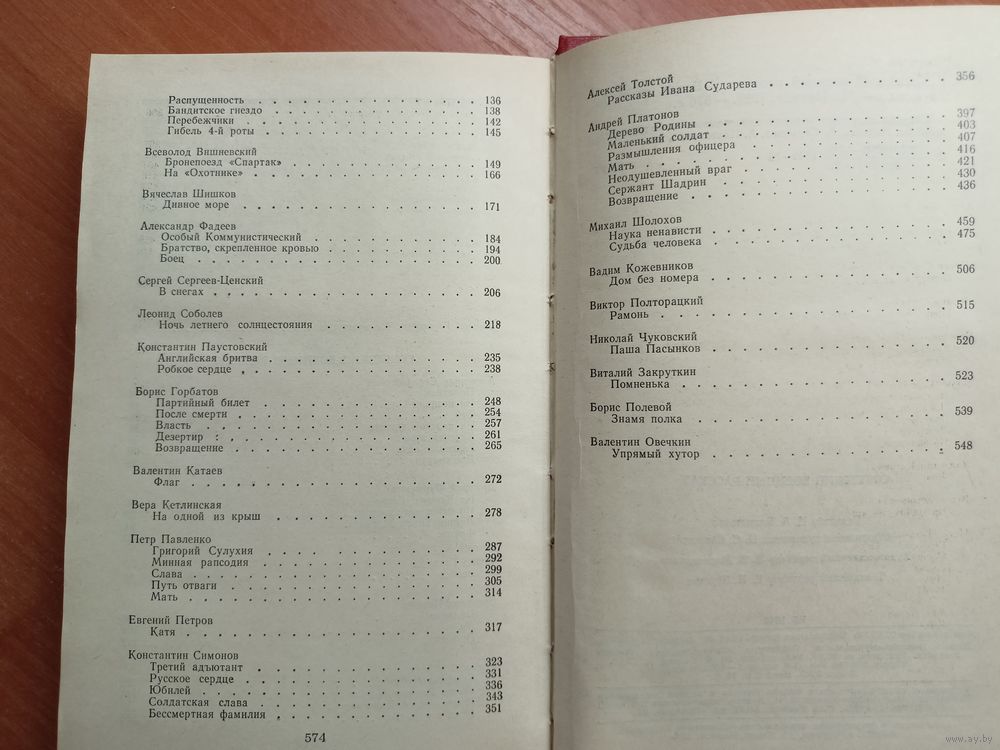 Распущенность . . . 136
Бандитское гнездо . . . 138
Перебежчики . . . 142
Гибель 4-й роты . . . 145
Всеволод Вишневский
Бронепоезд «Спартак» . . . 149
На «Охотнике» . . . 166
Вячеслав Шишков
Дивное море . . . 171
Александр Фадеев
Особый Коммунистический . . . 184
Братство, скрепленное кровью . . . 194
Боец . . . 200
Сергей Сергеев-Ценский
В снегах . . . 206
Леонид Соболев
Ночь летнего солнцестояния . . . 218
Константин Паустовский
Английская бритва . . . 235
Робкое сердце . . . 238
Борис Горбатов
Партийный билет . . . 248
После смерти . . . 254
Власть . . . 257
Дезертир . . . 261
Возвращение . . . 265
Валентин Катаев
Флаг . . . 272
Вера Кетлинская
На одной из крыш . . . 278
Петр Павленко
Григорий Сулухия . . . 287
Минная рапсодия . . . 292
Слава . . . 299
Путь отваги . . . 305
Мать . . . 314
Евгений Петров
Катя . . . 317
Константин Симонов
Третий адъютант . . . 323
Русское сердце . . . 331
Юбилей . . . 336
Солдатская слава . . . 343
Бессмертная фамилия . . . 351
574
Алексей Толстой
Рассказы Ивана Сударева . . . 356
Андрей Платонов
Дерево Родины . . . 397
Маленький солдат . . . 403
Размышления офицера . . . 407
Мать . . . 416
Неодушевленный враг . . . 421
Сержант Шадрин . . . 430
Возвращение . . . 436
Михаил Шолохов
Наука ненависти . . . 459
Судьба человека . . . 475
Вадим Кожевников
Дом без номера . . . 506
Виктор Полторацкий
Рамонь . . . 515
Николай Чуковский
Паша Пасынков . . . 520
Виталий Закруткин
Помненька . . . 523
Борис Полевой
Знамя полка . . . 539
Валентин Овечкин
Упрямый хутор . . . 548
www.ay.by